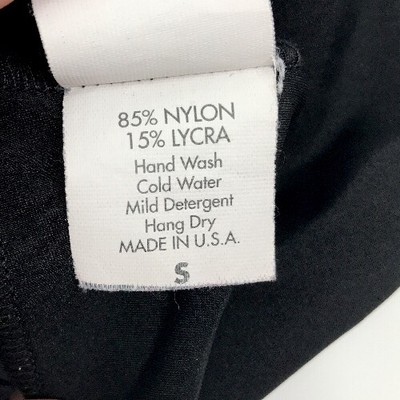 85% NYLON
15% LYCRA
Hand Wash
Cold Water
Mild Detergent
Hang Dry
MADE IN U.S.A.
S